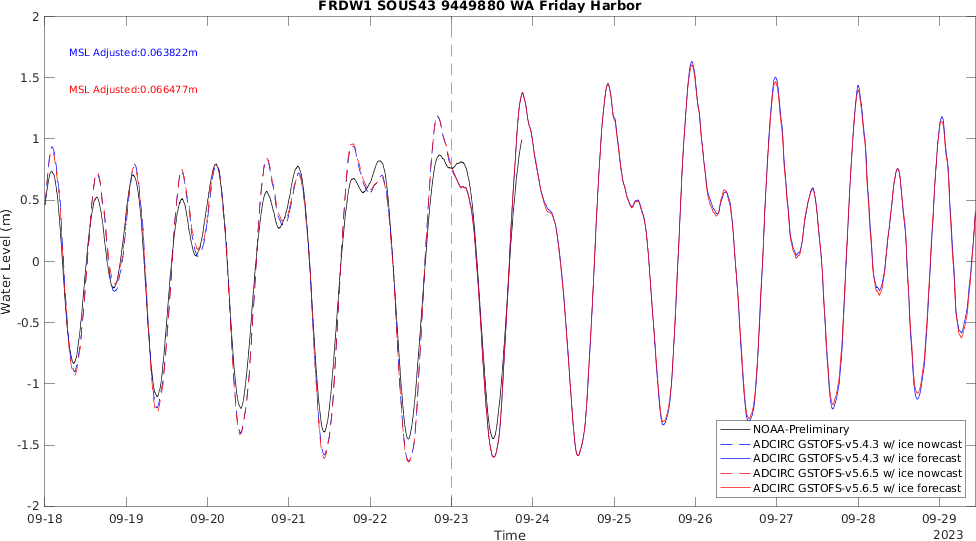 FRDW1 SOUS43 9449880 WA Friday Harbor
2
1.5
1
0.5
0
-0.5
-1
-1.5
-2
Water Level (m)
MSL Adjusted:0.063822m
MSL Adjusted:0.066477m
NOAA-Preliminary
ADCIRC GSTOFS-v5.4.3 w/ ice nowcast
ADCIRC GSTOFS-v5.4.3 w/ ice forecast
ADCIRC GSTOFS-v5.6.5 w/ ice nowcast
ADCIRC GSTOFS-v5.6.5 w/ ice forecast
09-18 09-19 09-20 09-21 09-22 09-23 09-24 09-25 09-26 09-27 09-28 09-29
Time
2023